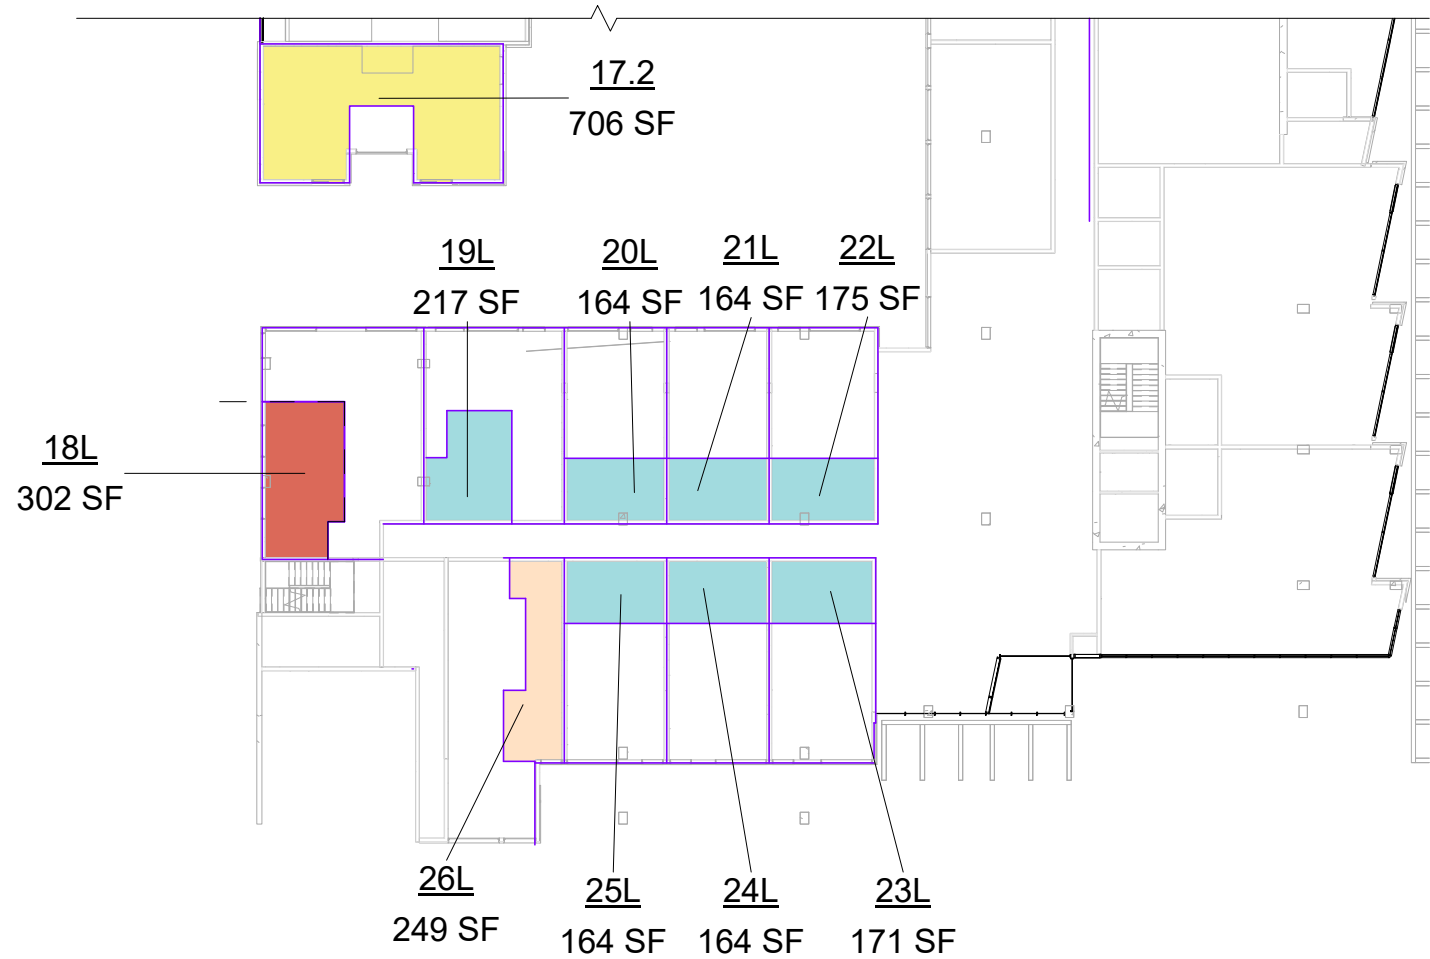 17.2
706 SF
19L
217 SF
20L
164 SF
21L
164 SF
22L
175 SF
18L
302 SF
26L
249 SF
25L
164 SF
24L
164 SF
23L
171 SF